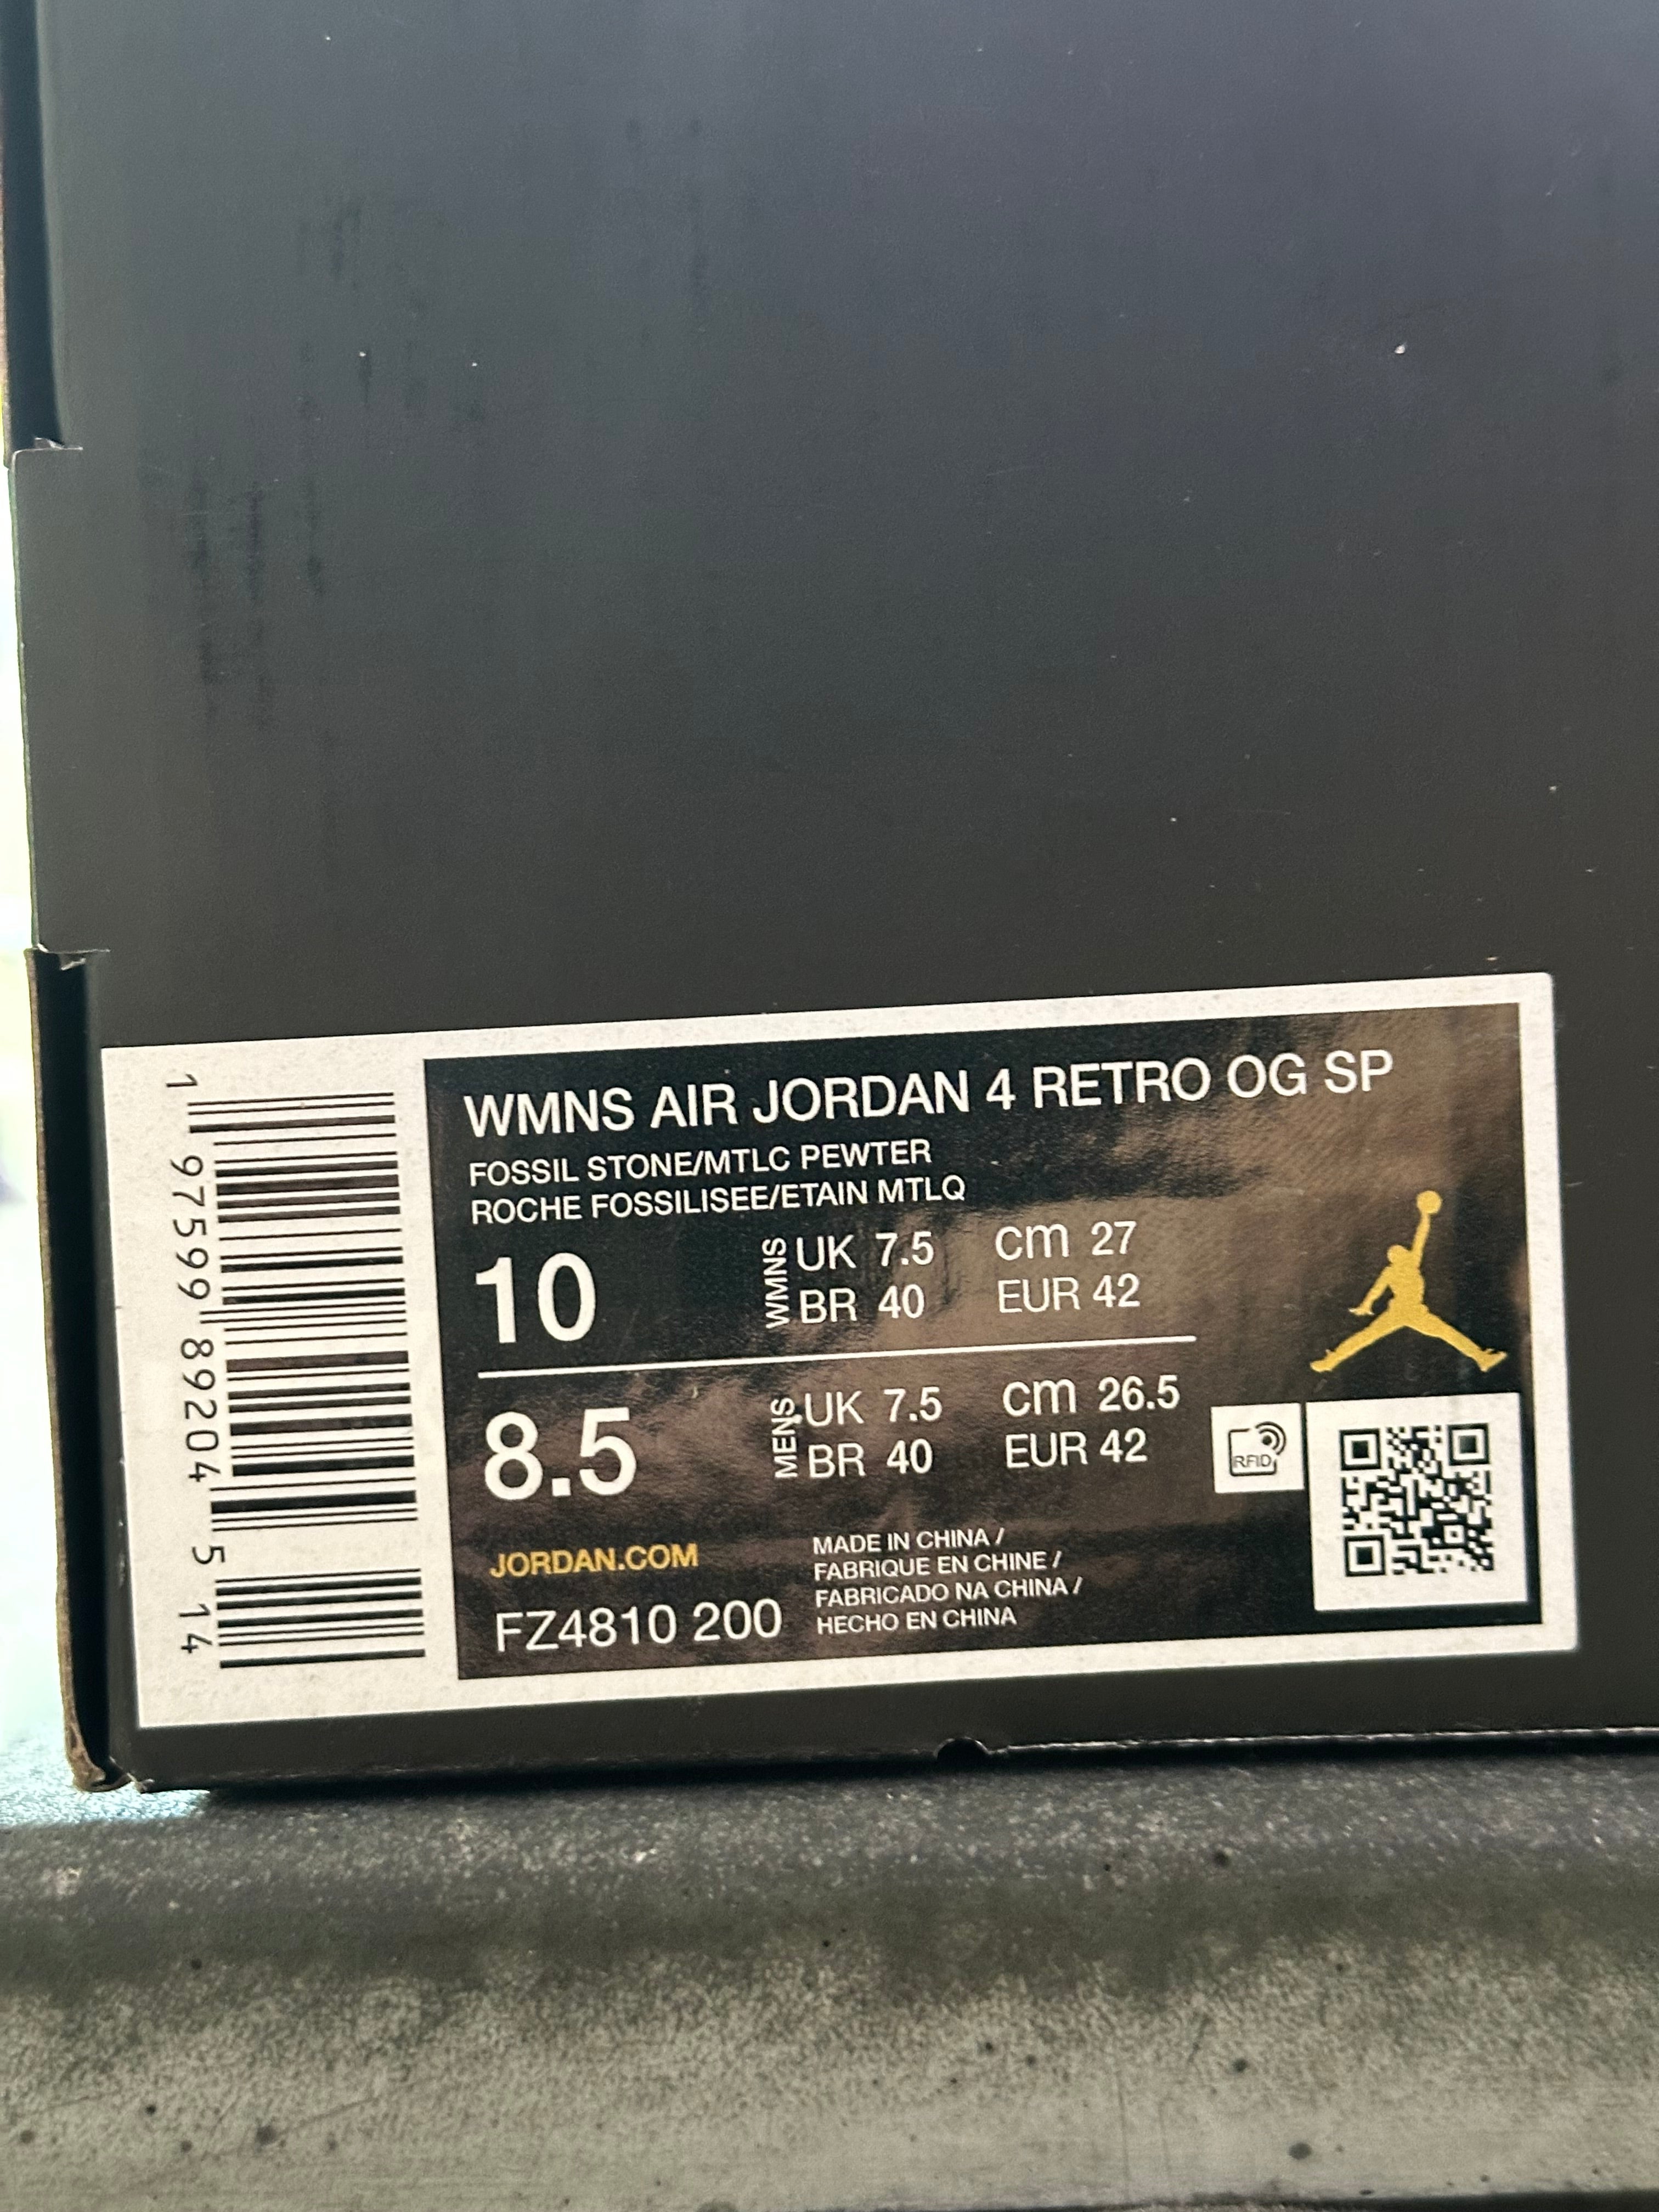 WMNS AIR JORDAN 4 RETRO OG SP
FOSSIL STONE/MTLC PEWTER
ROCHE FOSSILISEE/ETAIN MTLQ
10
WMNS
UK 7.5 cm 27
BR 40 EUR 42
8.5
MENS
UK 7.5 cm 26.5
BR 40 EUR 42
RFID
JORDAN.COM
FZ4810 200
MADE IN CHINA /
FABRIQUE EN CHINE /
FABRICADO NA CHINA /
HECHO EN CHINA
1 97599 89204 5 14